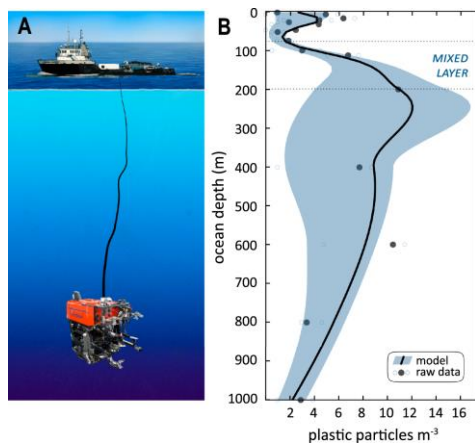 A
B
0
100
200
300
400
500
600
700
800
900
1000
ocean depth (m)
MIXED
LAYER
model
raw data
2 4 6 8 10 12 14 16
plastic particles m⁻³